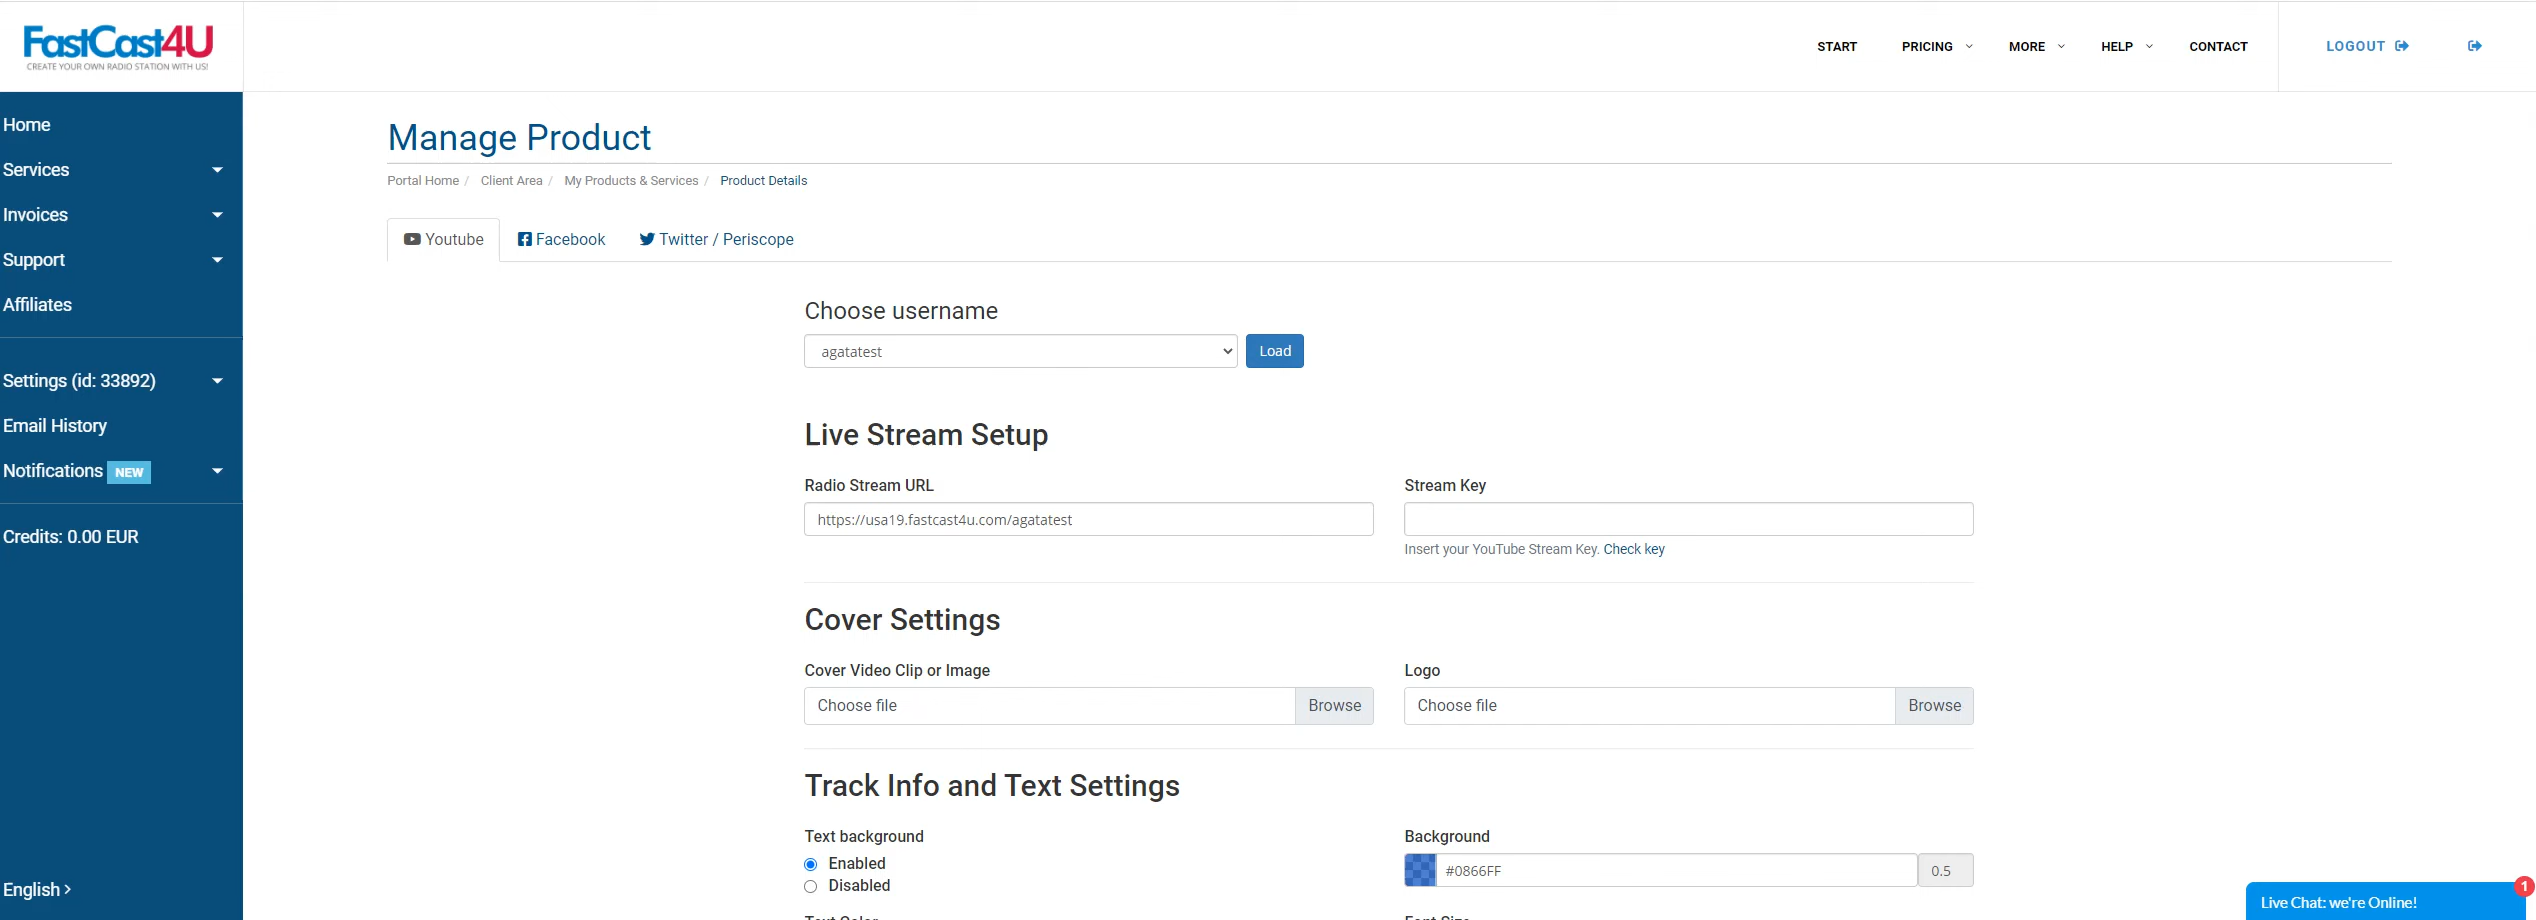 FastCast4U
CREATE YOUR OWN RADIO STATION WITH US!
START PRICING MORE HELP CONTACT LOGOUT
Home
Services
Invoices
Support
Affiliates
Settings (id: 33892)
Email History
Notifications NEW
Credits: 0.00 EUR
English
Manage Product
Portal Home / Client Area / My Products & Services / Product Details
Youtube Facebook Twitter / Periscope
Choose username
agatatest Load
Live Stream Setup
Radio Stream URL Stream Key
https://usa19.fastcast4u.com/agatatest
Insert your YouTube Stream Key. Check key
Cover Settings
Cover Video Clip or Image Logo
Choose file Browse Choose file Browse
Track Info and Text Settings
Text background Background
Enabled
#0866FF 0.5
Disabled
Text Color Font Size
Live Chat: we're Online! 1